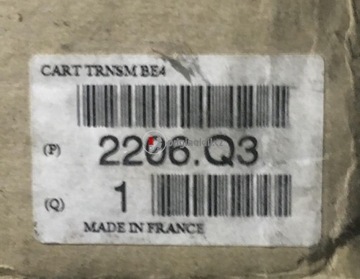 CART TRNSM BE4
(P) 2206.Q3
(Q) 1
MADE IN FRANCE